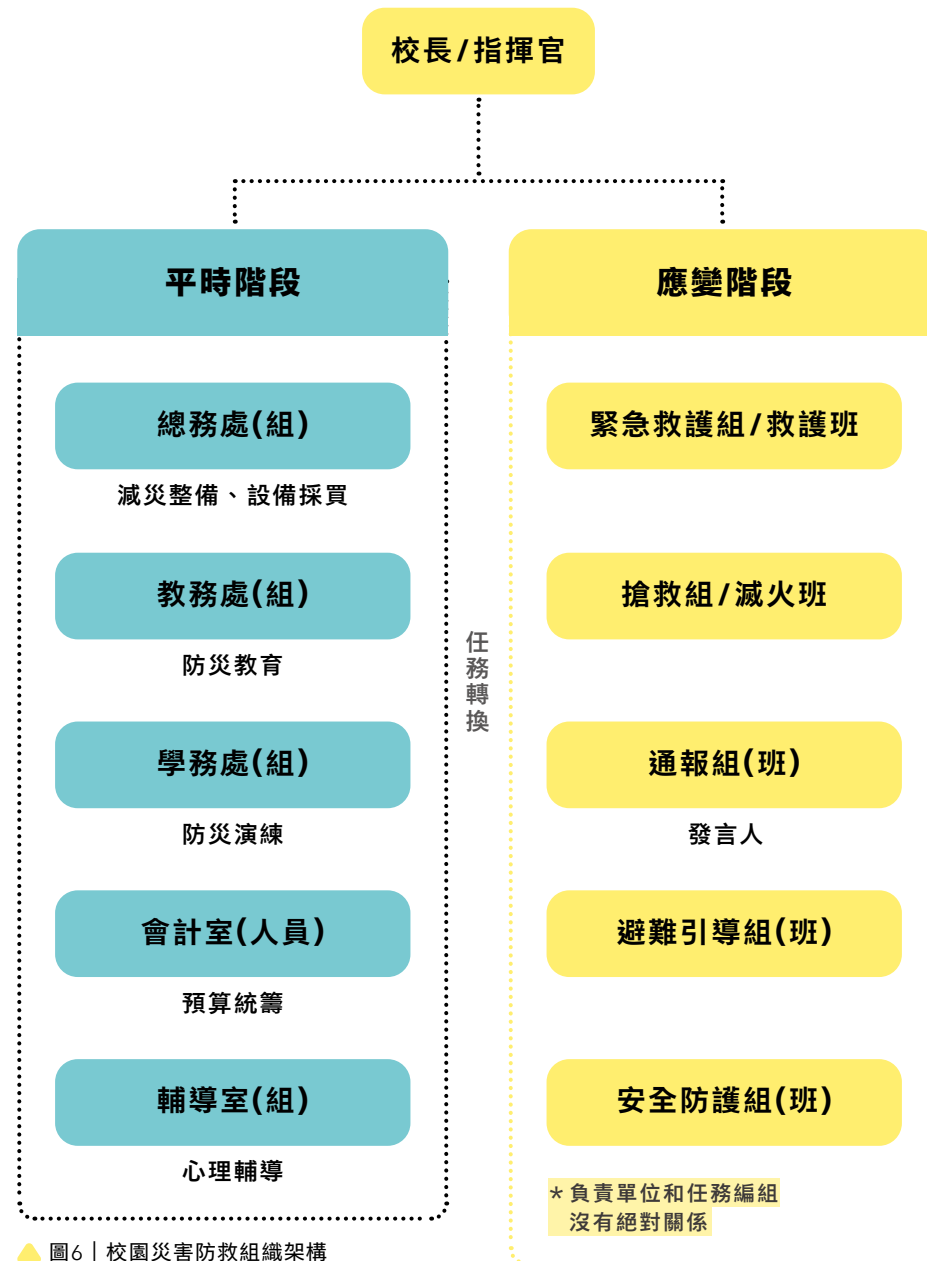 校長/指揮官
平時階段
總務處(組)
減災整備、設備採買
教務處(組)
防災教育
學務處(組)
防災演練
會計室(人員)
預算統籌
輔導室(組)
心理輔導
任務轉換
應變階段
緊急救護組/救護班
搶救組/滅火班
通報組(班)
發言人
避難引導組(班)
安全防護組(班)
*負責單位和任務編組
沒有絕對關係
圖6｜校園災害防救組織架構